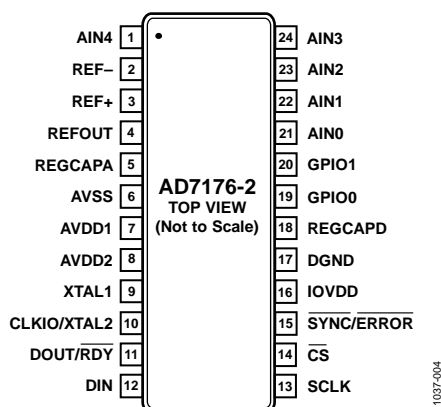 AIN4 1
REF– 2
REF+ 3
REFOUT 4
REGCAPA 5
AVSS 6
AVDD1 7
AVDD2 8
XTAL1 9
CLKIO/XTAL2 10
DOUT/RDY 11
DIN 12
AD7176-2
TOP VIEW
(Not to Scale)
24 AIN3
23 AIN2
22 AIN1
21 AIN0
20 GPIO1
19 GPIO0
18 REGCAPD
17 DGND
16 IOVDD
15 SYNC/ERROR
14 CS
13 SCLK
1037-004